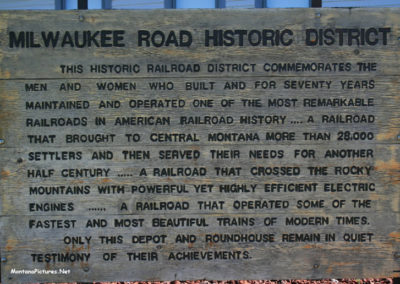 MILWAUKEE ROAD HISTORIC DISTRICT
THIS HISTORIC RAILROAD DISTRICT COMMEMORATES THE
MEN AND WOMEN WHO BUILT AND FOR SEVENTY YEARS
MAINTAINED AND OPERATED ONE OF THE MOST REMARKABLE
RAILROADS IN AMERICAN RAILROAD HISTORY .... A RAILROAD
THAT BROUGHT TO CENTRAL MONTANA MORE THAN 28,000
SETTLERS AND THEN SERVED THEIR NEEDS FOR ANOTHER
HALF CENTURY ..... A RAILROAD THAT CROSSED THE ROCKY
MOUNTAINS WITH POWERFUL YET HIGHLY EFFICIENT ELECTRIC
ENGINES ...... A RAILROAD THAT OPERATED SOME OF THE
FASTEST AND MOST BEAUTIFUL TRAINS OF MODERN TIMES.
ONLY THIS DEPOT AND ROUNDHOUSE REMAIN IN QUIET
TESTIMONY OF THEIR ACHIEVEMENTS.
MontanaPictures.Net